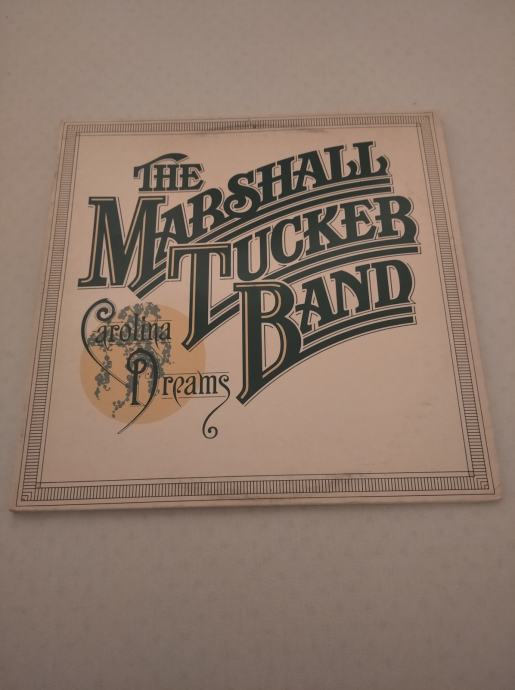 THE
MARSHALL
TUCKER
BAND
Carolina
Dreams